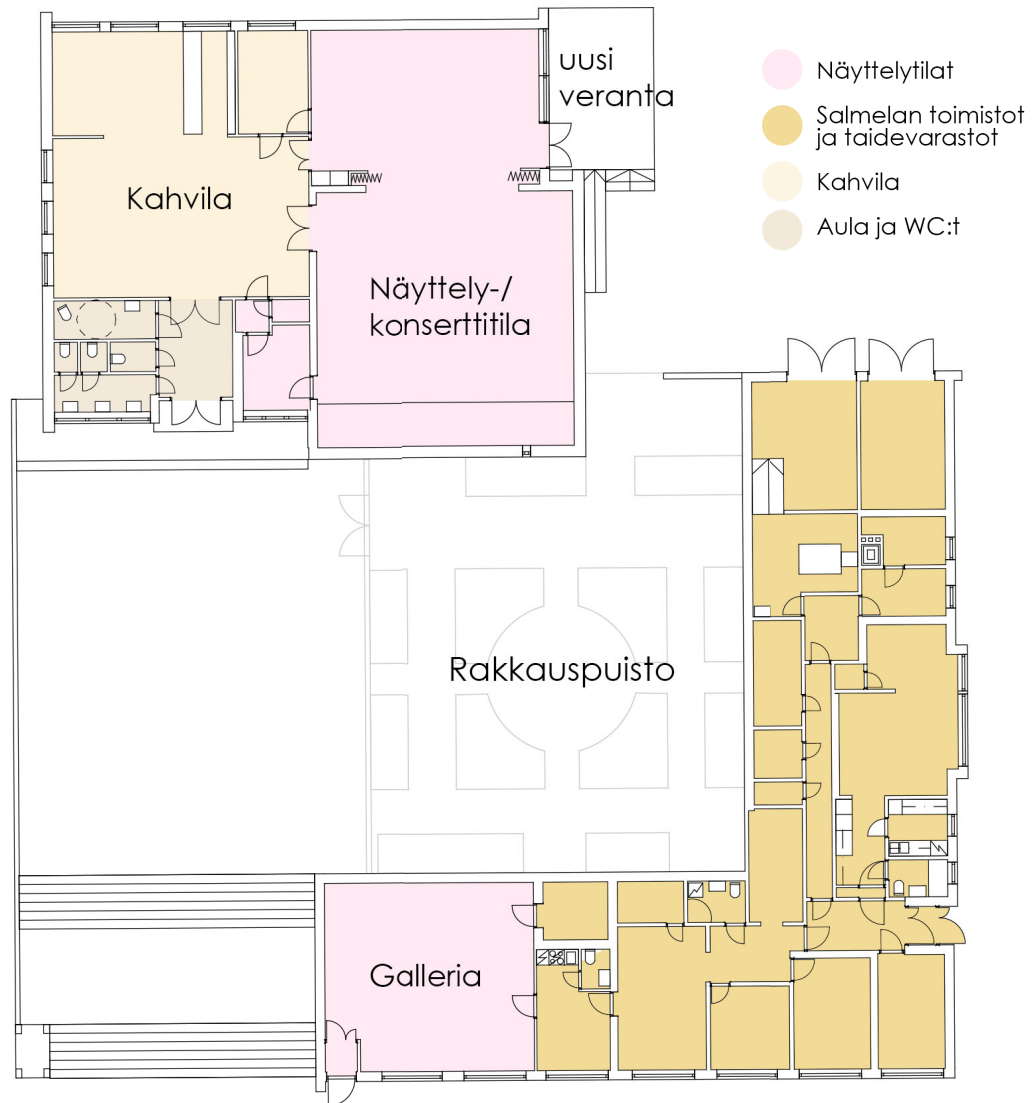 uusi
veranta
Näyttelytilat
Salmelan toimistot
ja taidevarastot
Kahvila
Aula ja WC:t
Kahvila
Näyttely-/
konserttitila
Rakkauspuisto
Galleria